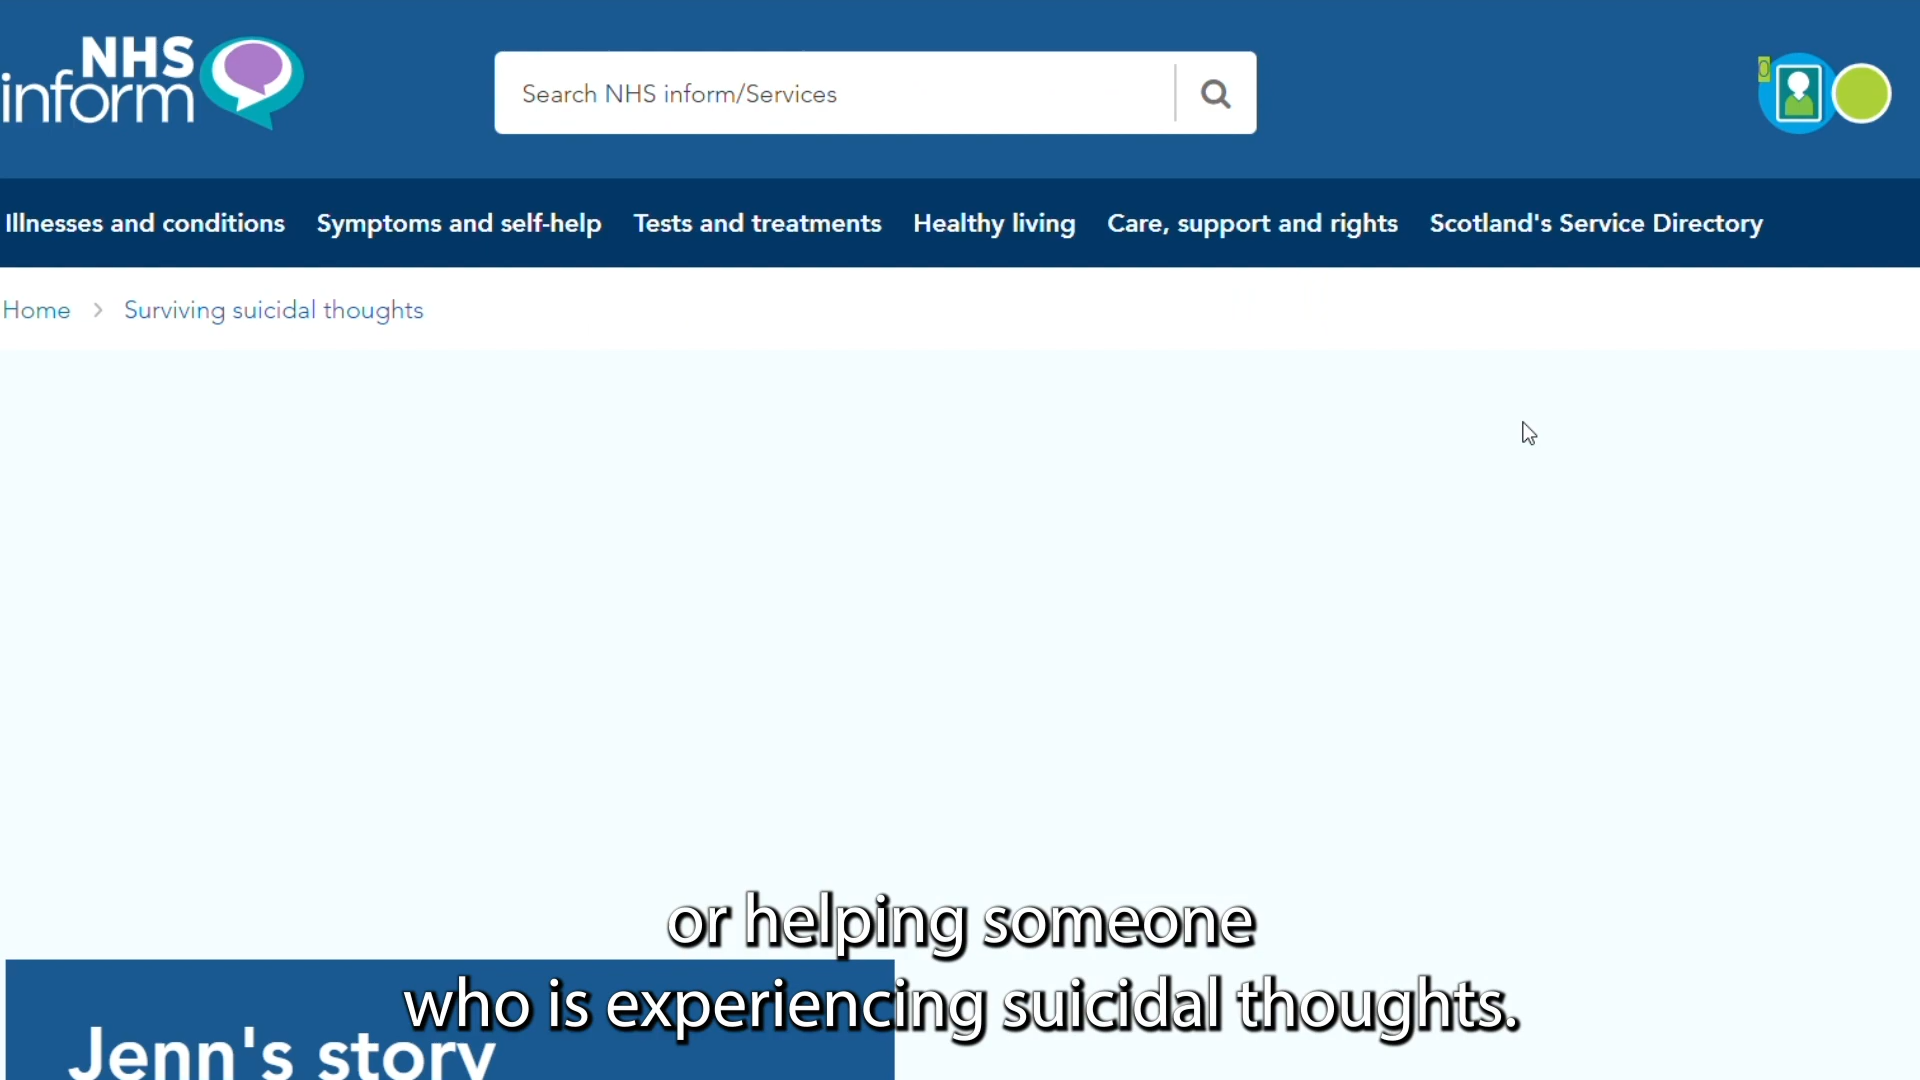 NHS
inform
Search NHS inform/Services
0
Illnesses and conditions Symptoms and self-help Tests and treatments Healthy living Care, support and rights Scotland's Service Directory
Home > Surviving suicidal thoughts
or helping someone
who is experiencing suicidal thoughts.
Jenn's story